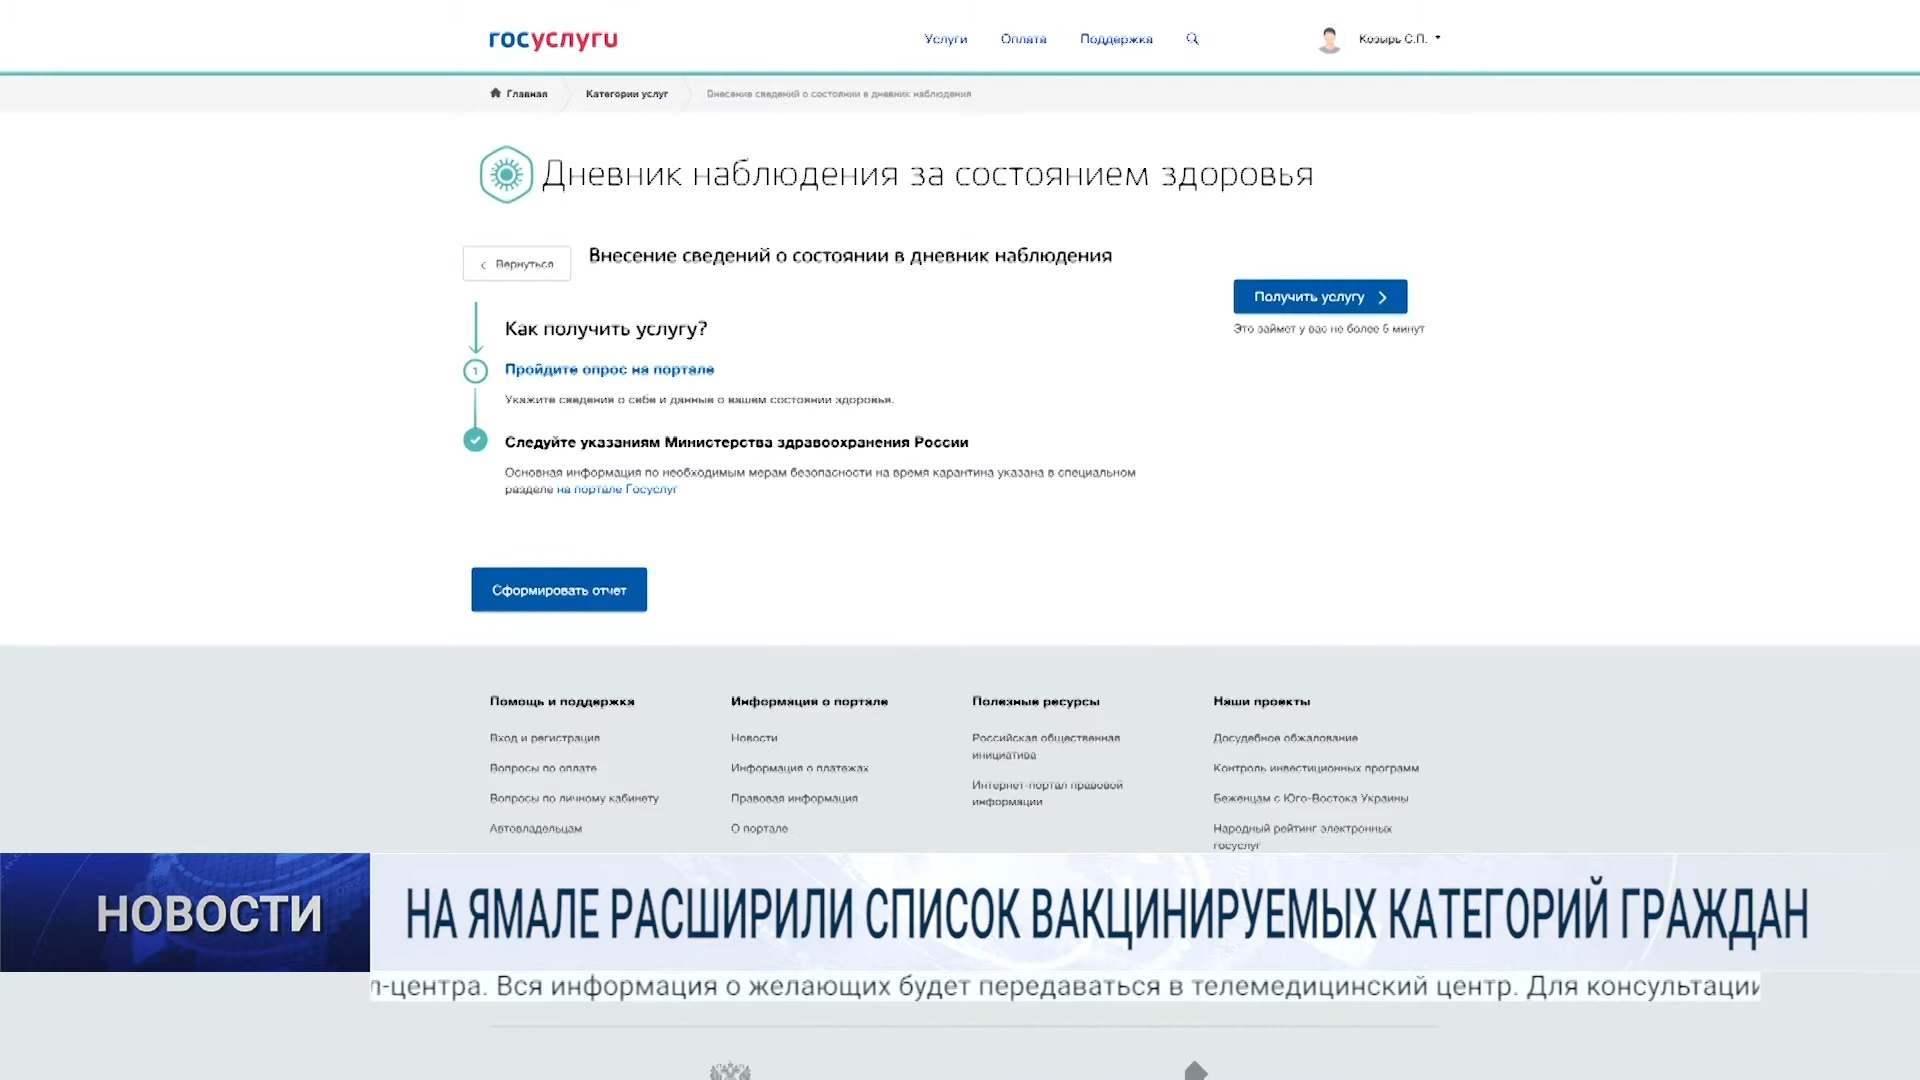 госуслуги
Услуги Оплата Поддержка Козырь С.П.
Главная Категории услуг Внесение сведений о состоянии в дневник наблюдения
Дневник наблюдения за состоянием здоровья
Вернуться
Внесение сведений о состоянии в дневник наблюдения
Получить услугу
Это займет у вас не более 5 минут
Как получить услугу?
1 Пройдите опрос на портале
Укажите сведения о себе и данные о вашем состоянии здоровья.
Следуйте указаниям Министерства здравоохранения России
Основная информация по необходимым мерам безопасности на время карантина указана в специальном
разделе на портале Госуслуг
Сформировать отчет
Помощь и поддержка
Вход и регистрация
Вопросы по оплате
Вопросы по личному кабинету
Автовладельцам
Информация о портале
Новости
Информация о платежах
Правовая информация
О портале
Полезные ресурсы
Российская общественная
инициатива
Интернет-портал правовой
информации
Наши проекты
Досудебное обжалование
Контроль инвестиционных программ
Беженцам с Юго-Востока Украины
Народный рейтинг электронных
госуслуг
НОВОСТИ
НА ЯМАЛЕ РАСШИРИЛИ СПИСОК ВАКЦИНИРУЕМЫХ КАТЕГОРИЙ ГРАЖДАН
л-центра. Вся информация о желающих будет передаваться в телемедицинский центр. Для консультации